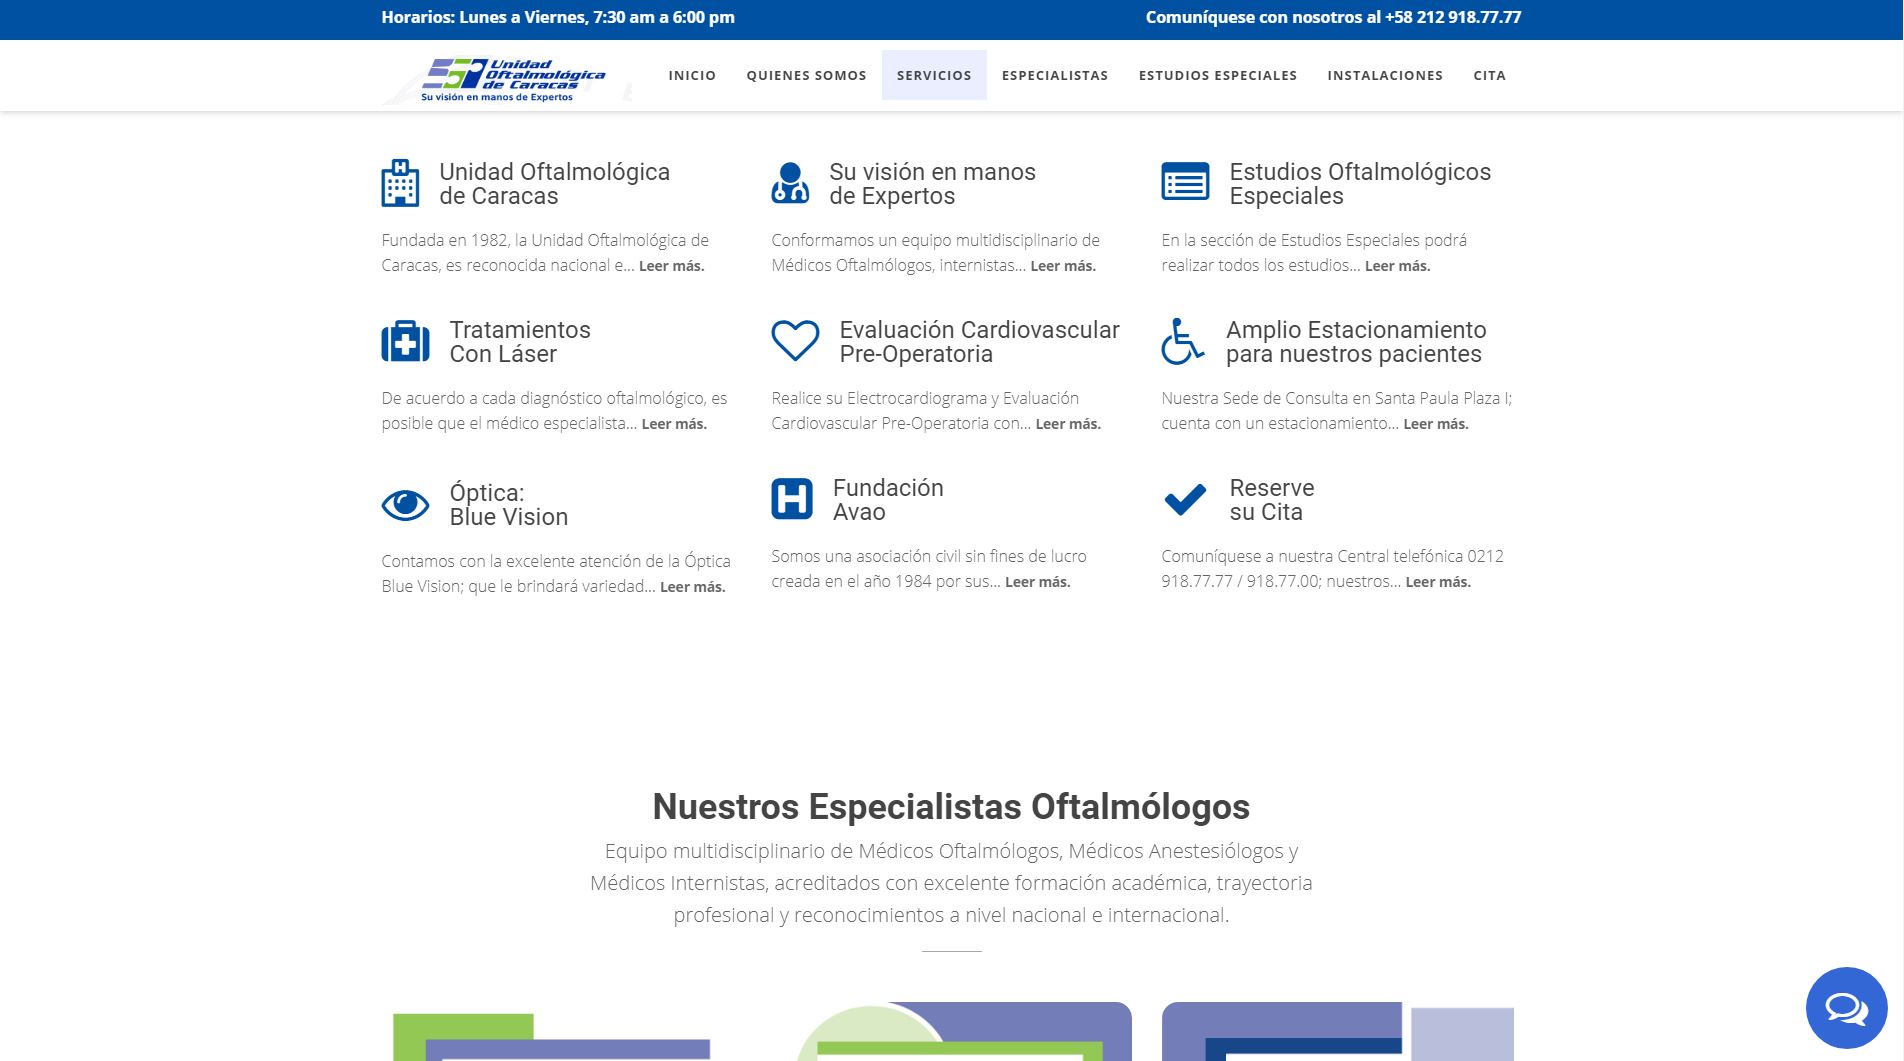 Horarios: Lunes a Viernes, 7:30 am a 6:00 pm
Comuníquese con nosotros al +58 212 918.77.77
Unidad
Oftalmológica
de Caracas
Su visión en manos de Expertos
INICIO
QUIENES SOMOS
SERVICIOS
ESPECIALISTAS
ESTUDIOS ESPECIALES
INSTALACIONES
CITA
Unidad Oftalmológica
de Caracas
Fundada en 1982, la Unidad Oftalmológica de
Caracas, es reconocida nacional e... Leer más.
Su visión en manos
de Expertos
Conformamos un equipo multidisciplinario de
Médicos Oftalmólogos, internistas... Leer más.
Estudios Oftalmológicos
Especiales
En la sección de Estudios Especiales podrá
realizar todos los estudios... Leer más.
Tratamientos
Con Láser
De acuerdo a cada diagnóstico oftalmológico, es
posible que el médico especialista... Leer más.
Evaluación Cardiovascular
Pre-Operatoria
Realice su Electrocardiograma y Evaluación
Cardiovascular Pre-Operatoria con... Leer más.
Amplio Estacionamiento
para nuestros pacientes
Nuestra Sede de Consulta en Santa Paula Plaza I;
cuenta con un estacionamiento... Leer más.
Óptica:
Blue Vision
Contamos con la excelente atención de la Óptica
Blue Vision; que le brindará variedad... Leer más.
Fundación
Avao
Somos una asociación civil sin fines de lucro
creada en el año 1984 por sus... Leer más.
Reserve
su Cita
Comuníquese a nuestra Central telefónica 0212
918.77.77 / 918.77.00; nuestros... Leer más.
Nuestros Especialistas Oftalmólogos
Equipo multidisciplinario de Médicos Oftalmólogos, Médicos Anestesiólogos y
Médicos Internistas, acreditados con excelente formación académica, trayectoria
profesional y reconocimientos a nivel nacional e internacional.